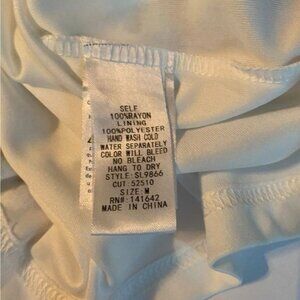 SELF
100%RAYON
LINING
100%POLYESTER
HAND WASH COLD
WATER SEPARATELY
COLOR WILL BLEED
NO BLEACH
HANG TO DRY
STYLE:SL9866
CUT:52510
SIZE:M
RN#:141642
MADE IN CHINA